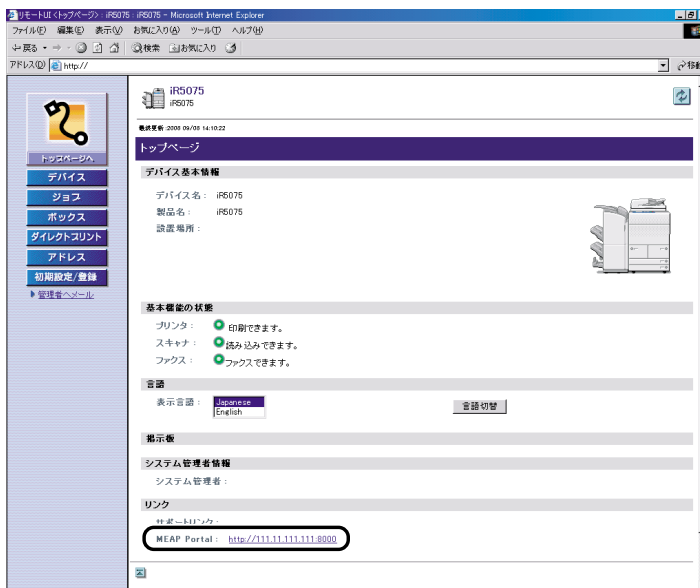 リモートUI <トップページ> : iR5075 : iR5075 - Microsoft Internet Explorer
ファイル(F) 編集(E) 表示(V) お気に入り(A) ツール(T) ヘルプ(H)
戻る 検索 お気に入り
アドレス(D) http:// 移動
iR5075
iR5075
最終更新 :2008 09/08 14:10:22
トップページ
トップページへ
デバイス
ジョブ
ボックス
ダイレクトプリント
アドレス
初期設定/登録
管理者へメール
デバイス基本情報
デバイス名 : iR5075
製品名 : iR5075
設置場所 :
基本機能の状態
プリンタ : 印刷できます。
スキャナ : 読み込みできます。
ファクス : ファクスできます。
言語
表示言語 : Japanese
English
言語切替
掲示板
システム管理者情報
システム管理者 :
リンク
サポートリンク :
MEAP Portal : http://111.11.111.111:8000